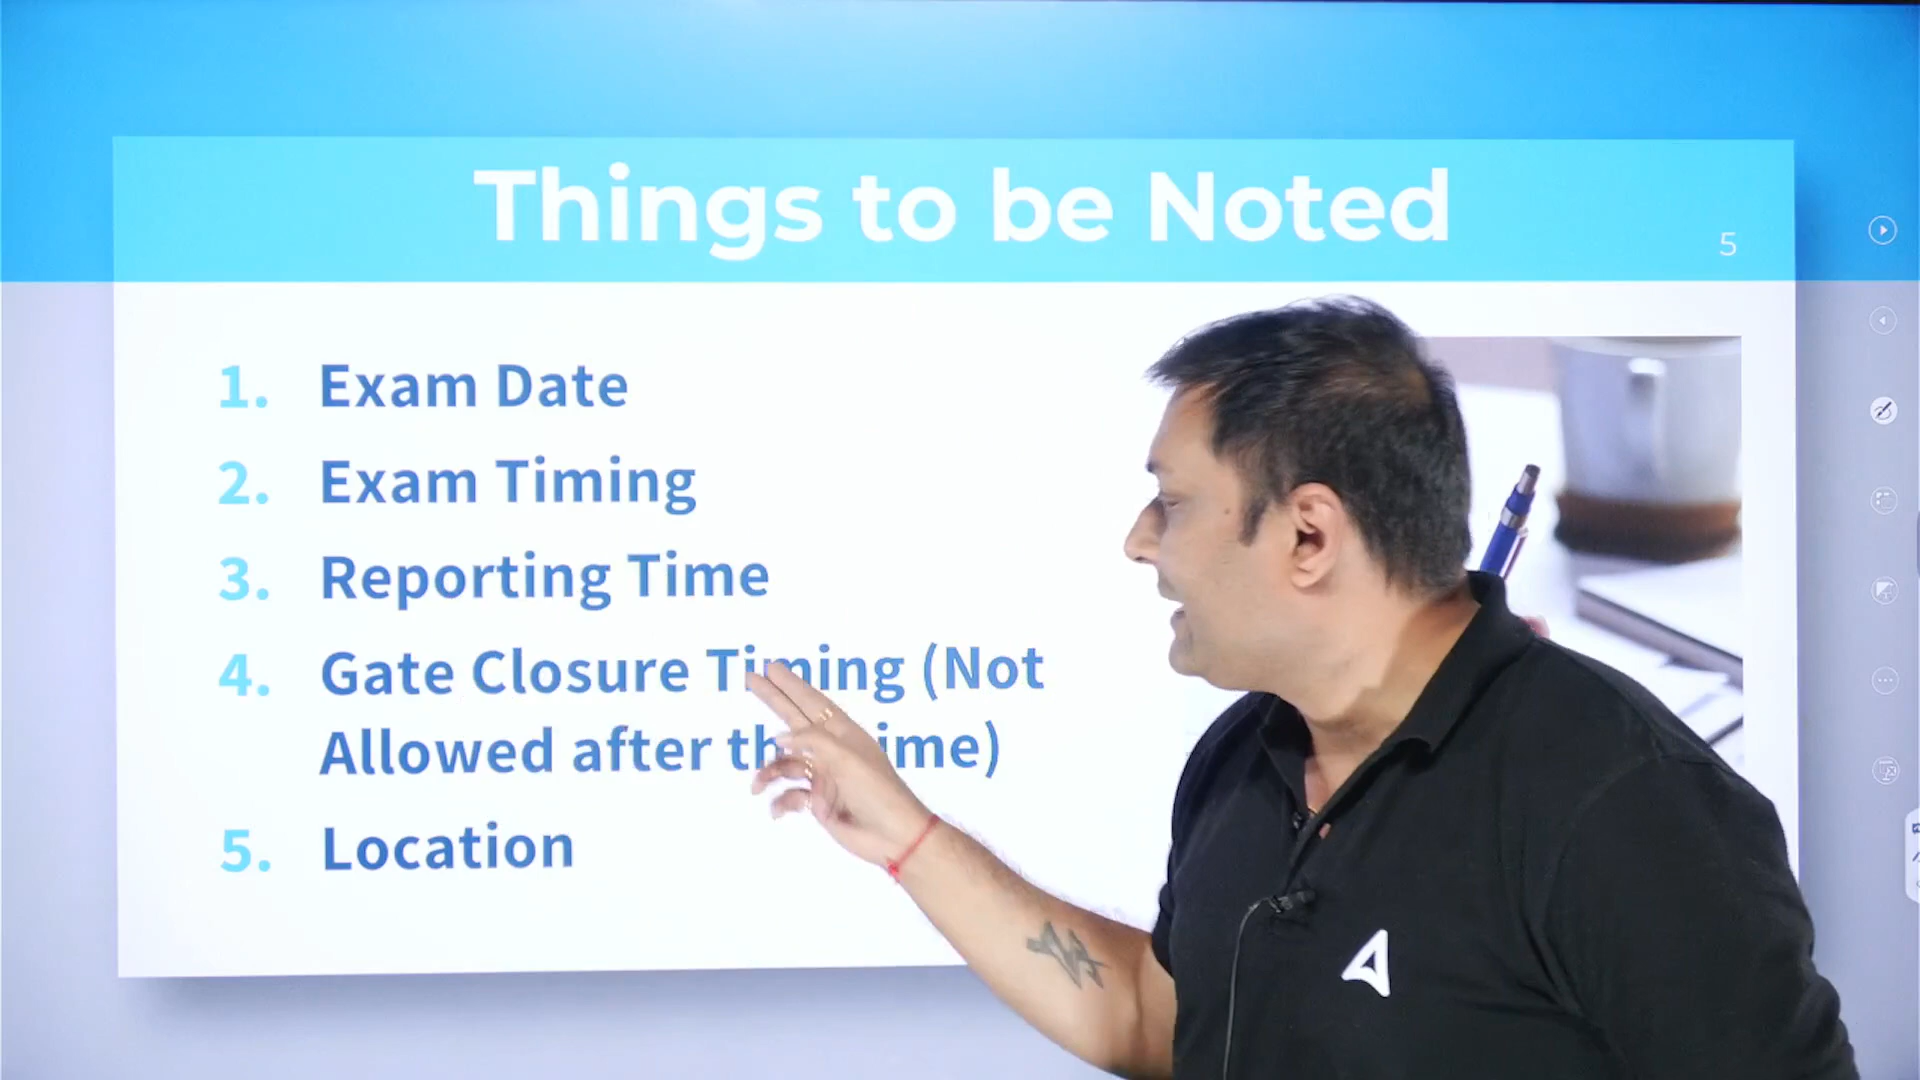 Things to be Noted
5
1. Exam Date
2. Exam Timing
3. Reporting Time
4. Gate Closure Timing (Not
Allowed after
5. Location